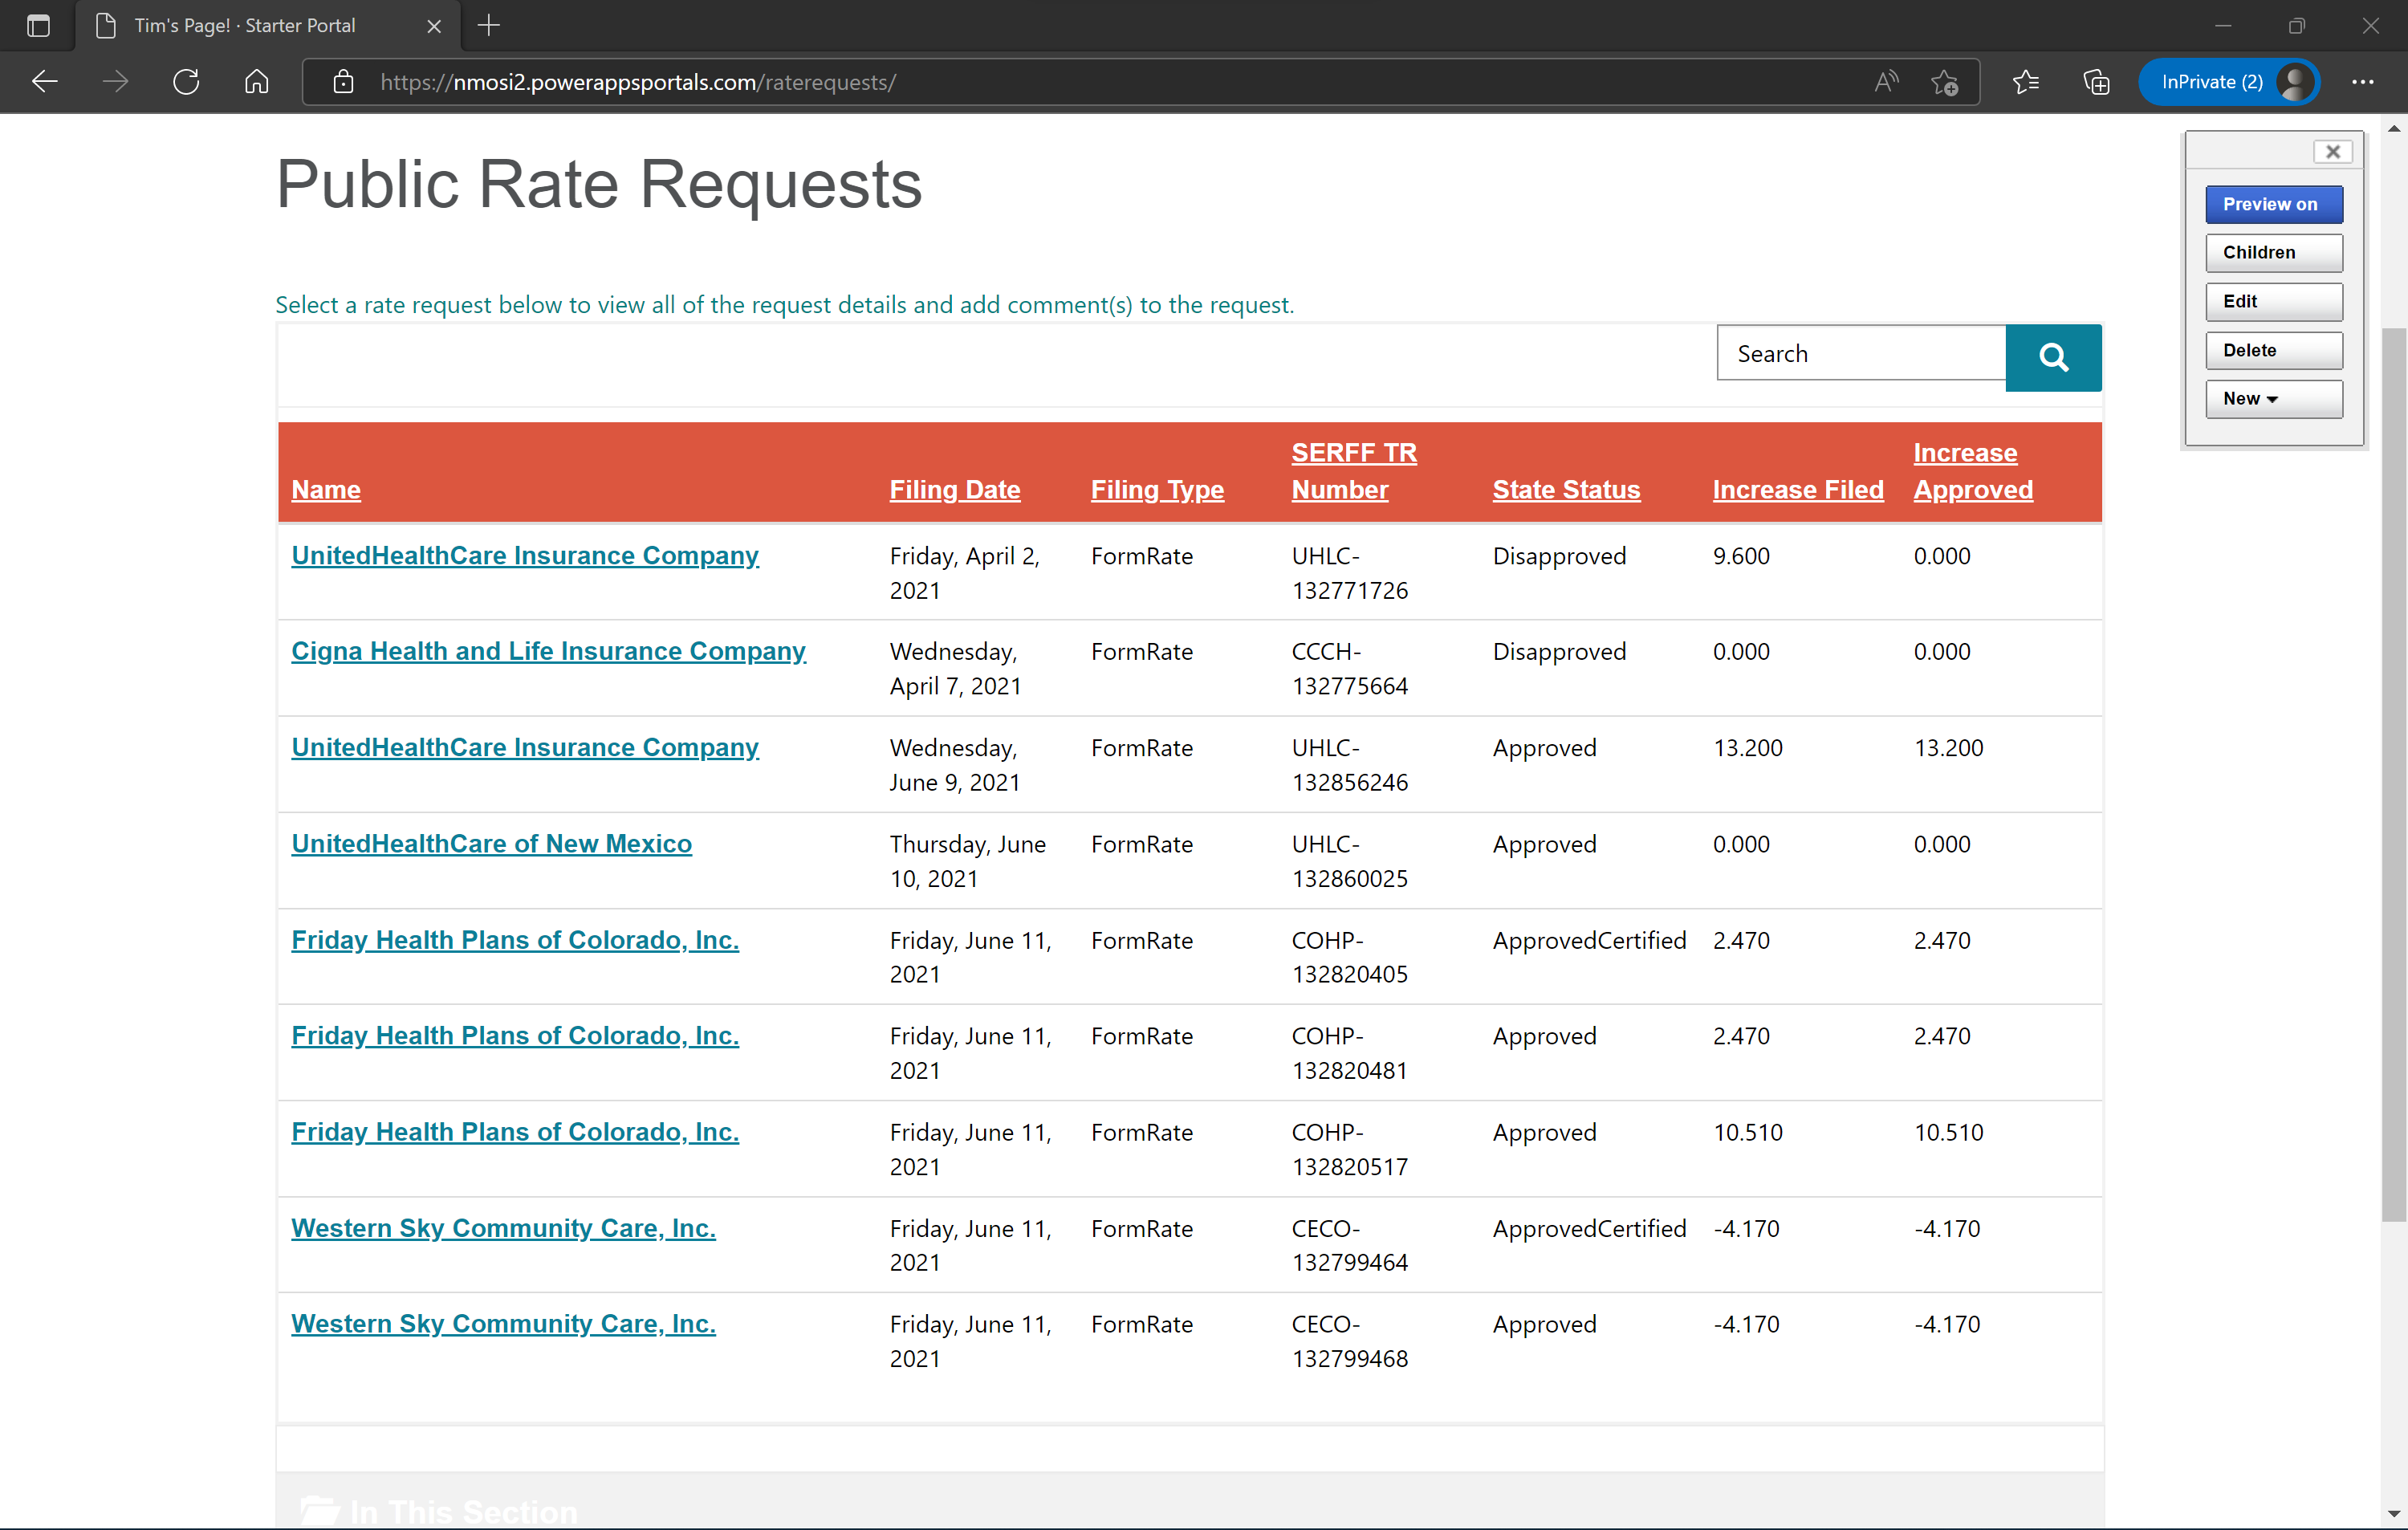 Tim's Page! · Starter Portal
https://nmosi2.powerappsportals.com/raterequests/
InPrivate (2)
Public Rate Requests
Preview on
Children
Edit
Delete
New
Select a rate request below to view all of the request details and add comment(s) to the request.
Search
Name Filing Date Filing Type SERFF TR Number State Status Increase Filed Increase Approved
UnitedHealthCare Insurance Company Friday, April 2, 2021 FormRate UHLC-132771726 Disapproved 9.600 0.000
Cigna Health and Life Insurance Company Wednesday, April 7, 2021 FormRate CCCH-132775664 Disapproved 0.000 0.000
UnitedHealthCare Insurance Company Wednesday, June 9, 2021 FormRate UHLC-132856246 Approved 13.200 13.200
UnitedHealthCare of New Mexico Thursday, June 10, 2021 FormRate UHLC-132860025 Approved 0.000 0.000
Friday Health Plans of Colorado, Inc. Friday, June 11, 2021 FormRate COHP-132820405 ApprovedCertified 2.470 2.470
Friday Health Plans of Colorado, Inc. Friday, June 11, 2021 FormRate COHP-132820481 Approved 2.470 2.470
Friday Health Plans of Colorado, Inc. Friday, June 11, 2021 FormRate COHP-132820517 Approved 10.510 10.510
Western Sky Community Care, Inc. Friday, June 11, 2021 FormRate CECO-132799464 ApprovedCertified -4.170 -4.170
Western Sky Community Care, Inc. Friday, June 11, 2021 FormRate CECO-132799468 Approved -4.170 -4.170
In This Section